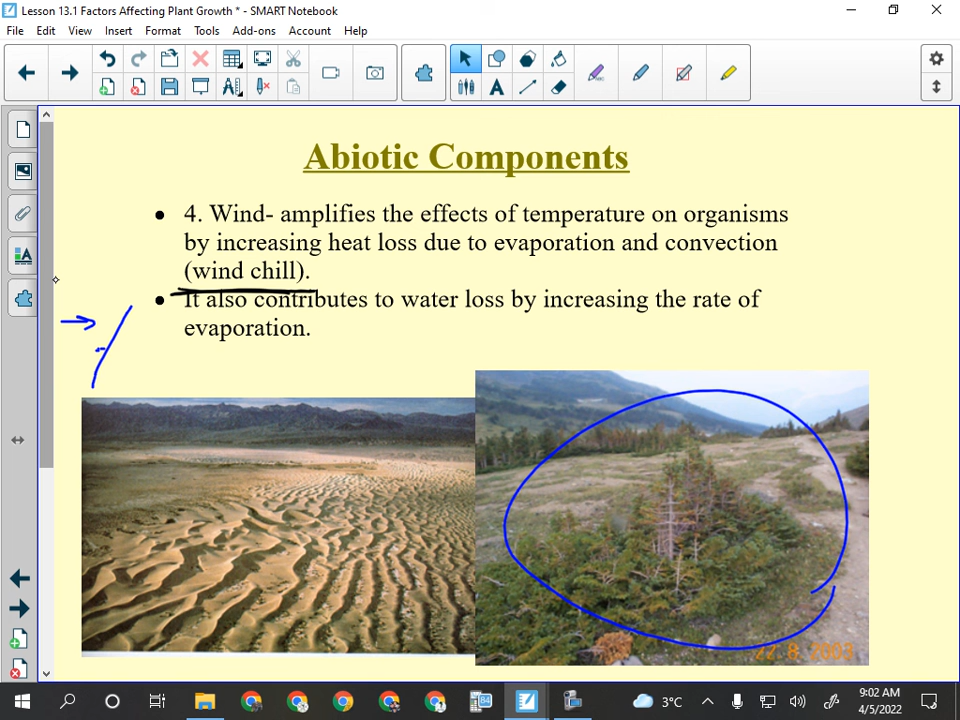 Lesson 13.1 Factors Affecting Plant Growth * - SMART Notebook
File Edit View Insert Format Tools Add-ons Account Help
Abiotic Components
• 4. Wind- amplifies the effects of temperature on organisms
by increasing heat loss due to evaporation and convection
(wind chill).
• It also contributes to water loss by increasing the rate of
evaporation.
22 8 2003
3°C
9:02 AM
4/5/2022